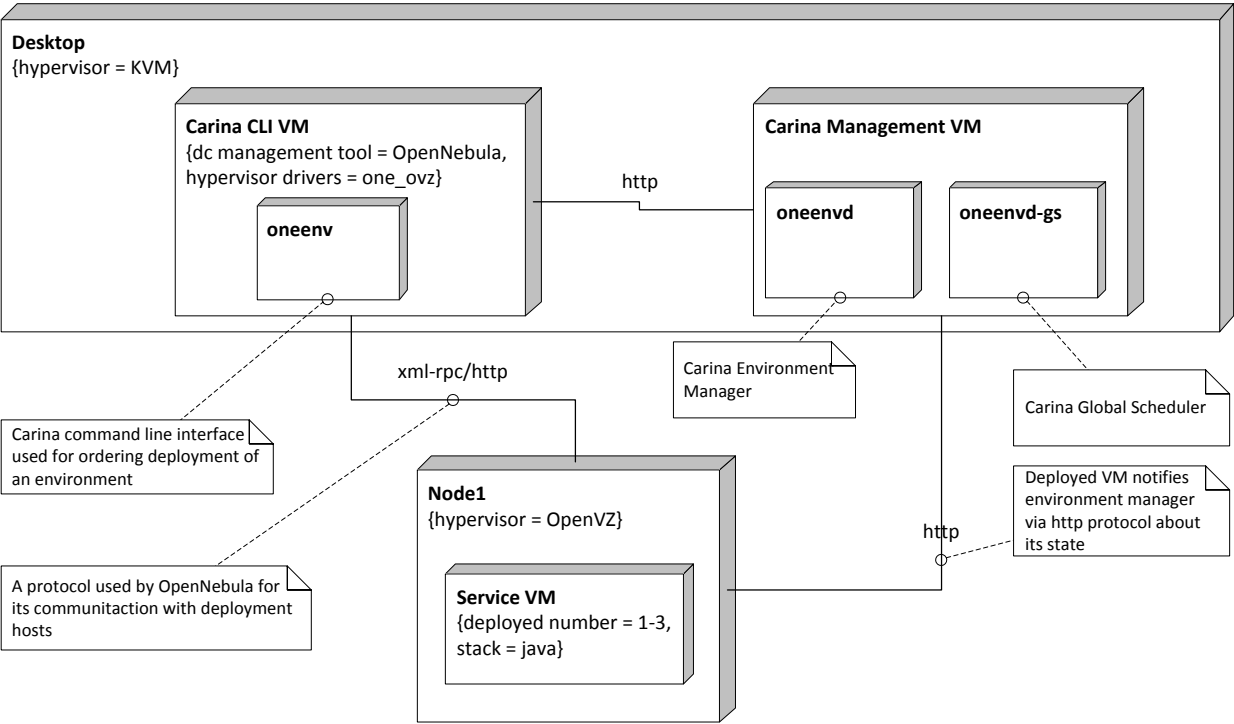 Desktop
{hypervisor = KVM}
Carina CLI VM
{dc management tool = OpenNebula,
hypervisor drivers = one_ovz}
oneenv
http
Carina Management VM
oneenvd
oneenvd-gs
xml-rpc/http
Carina Environment
Manager
Carina Global Scheduler
Carina command line interface
used for ordering deployment of
an environment
Node1
{hypervisor = OpenVZ}
Deployed VM notifies
environment manager
via http protocol about
its state
http
A protocol used by OpenNebula for
its communitaction with deployment
hosts
Service VM
{deployed number = 1-3,
stack = java}